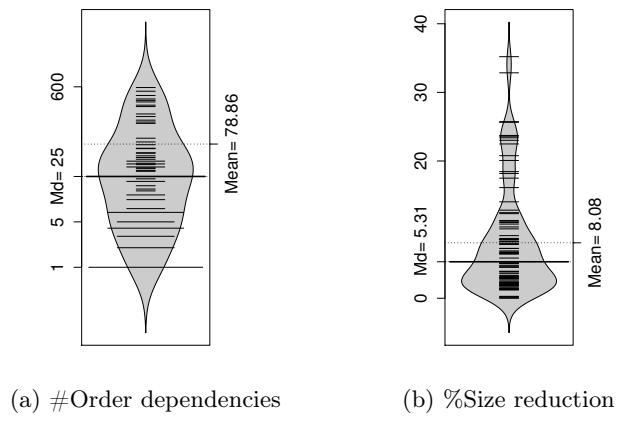 600
Md= 25
5
1
Mean= 78.86
40
30
20
Md= 5.31
0
Mean= 8.08
(a) #Order dependencies
(b) %Size reduction